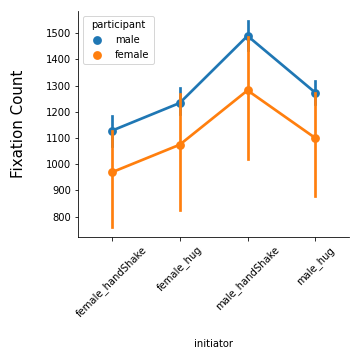 participant
male
female
1500
1400
1300
1200
1100
1000
900
800
Fixation Count
female_handShake
female_hug
male_handShake
male_hug
initiator